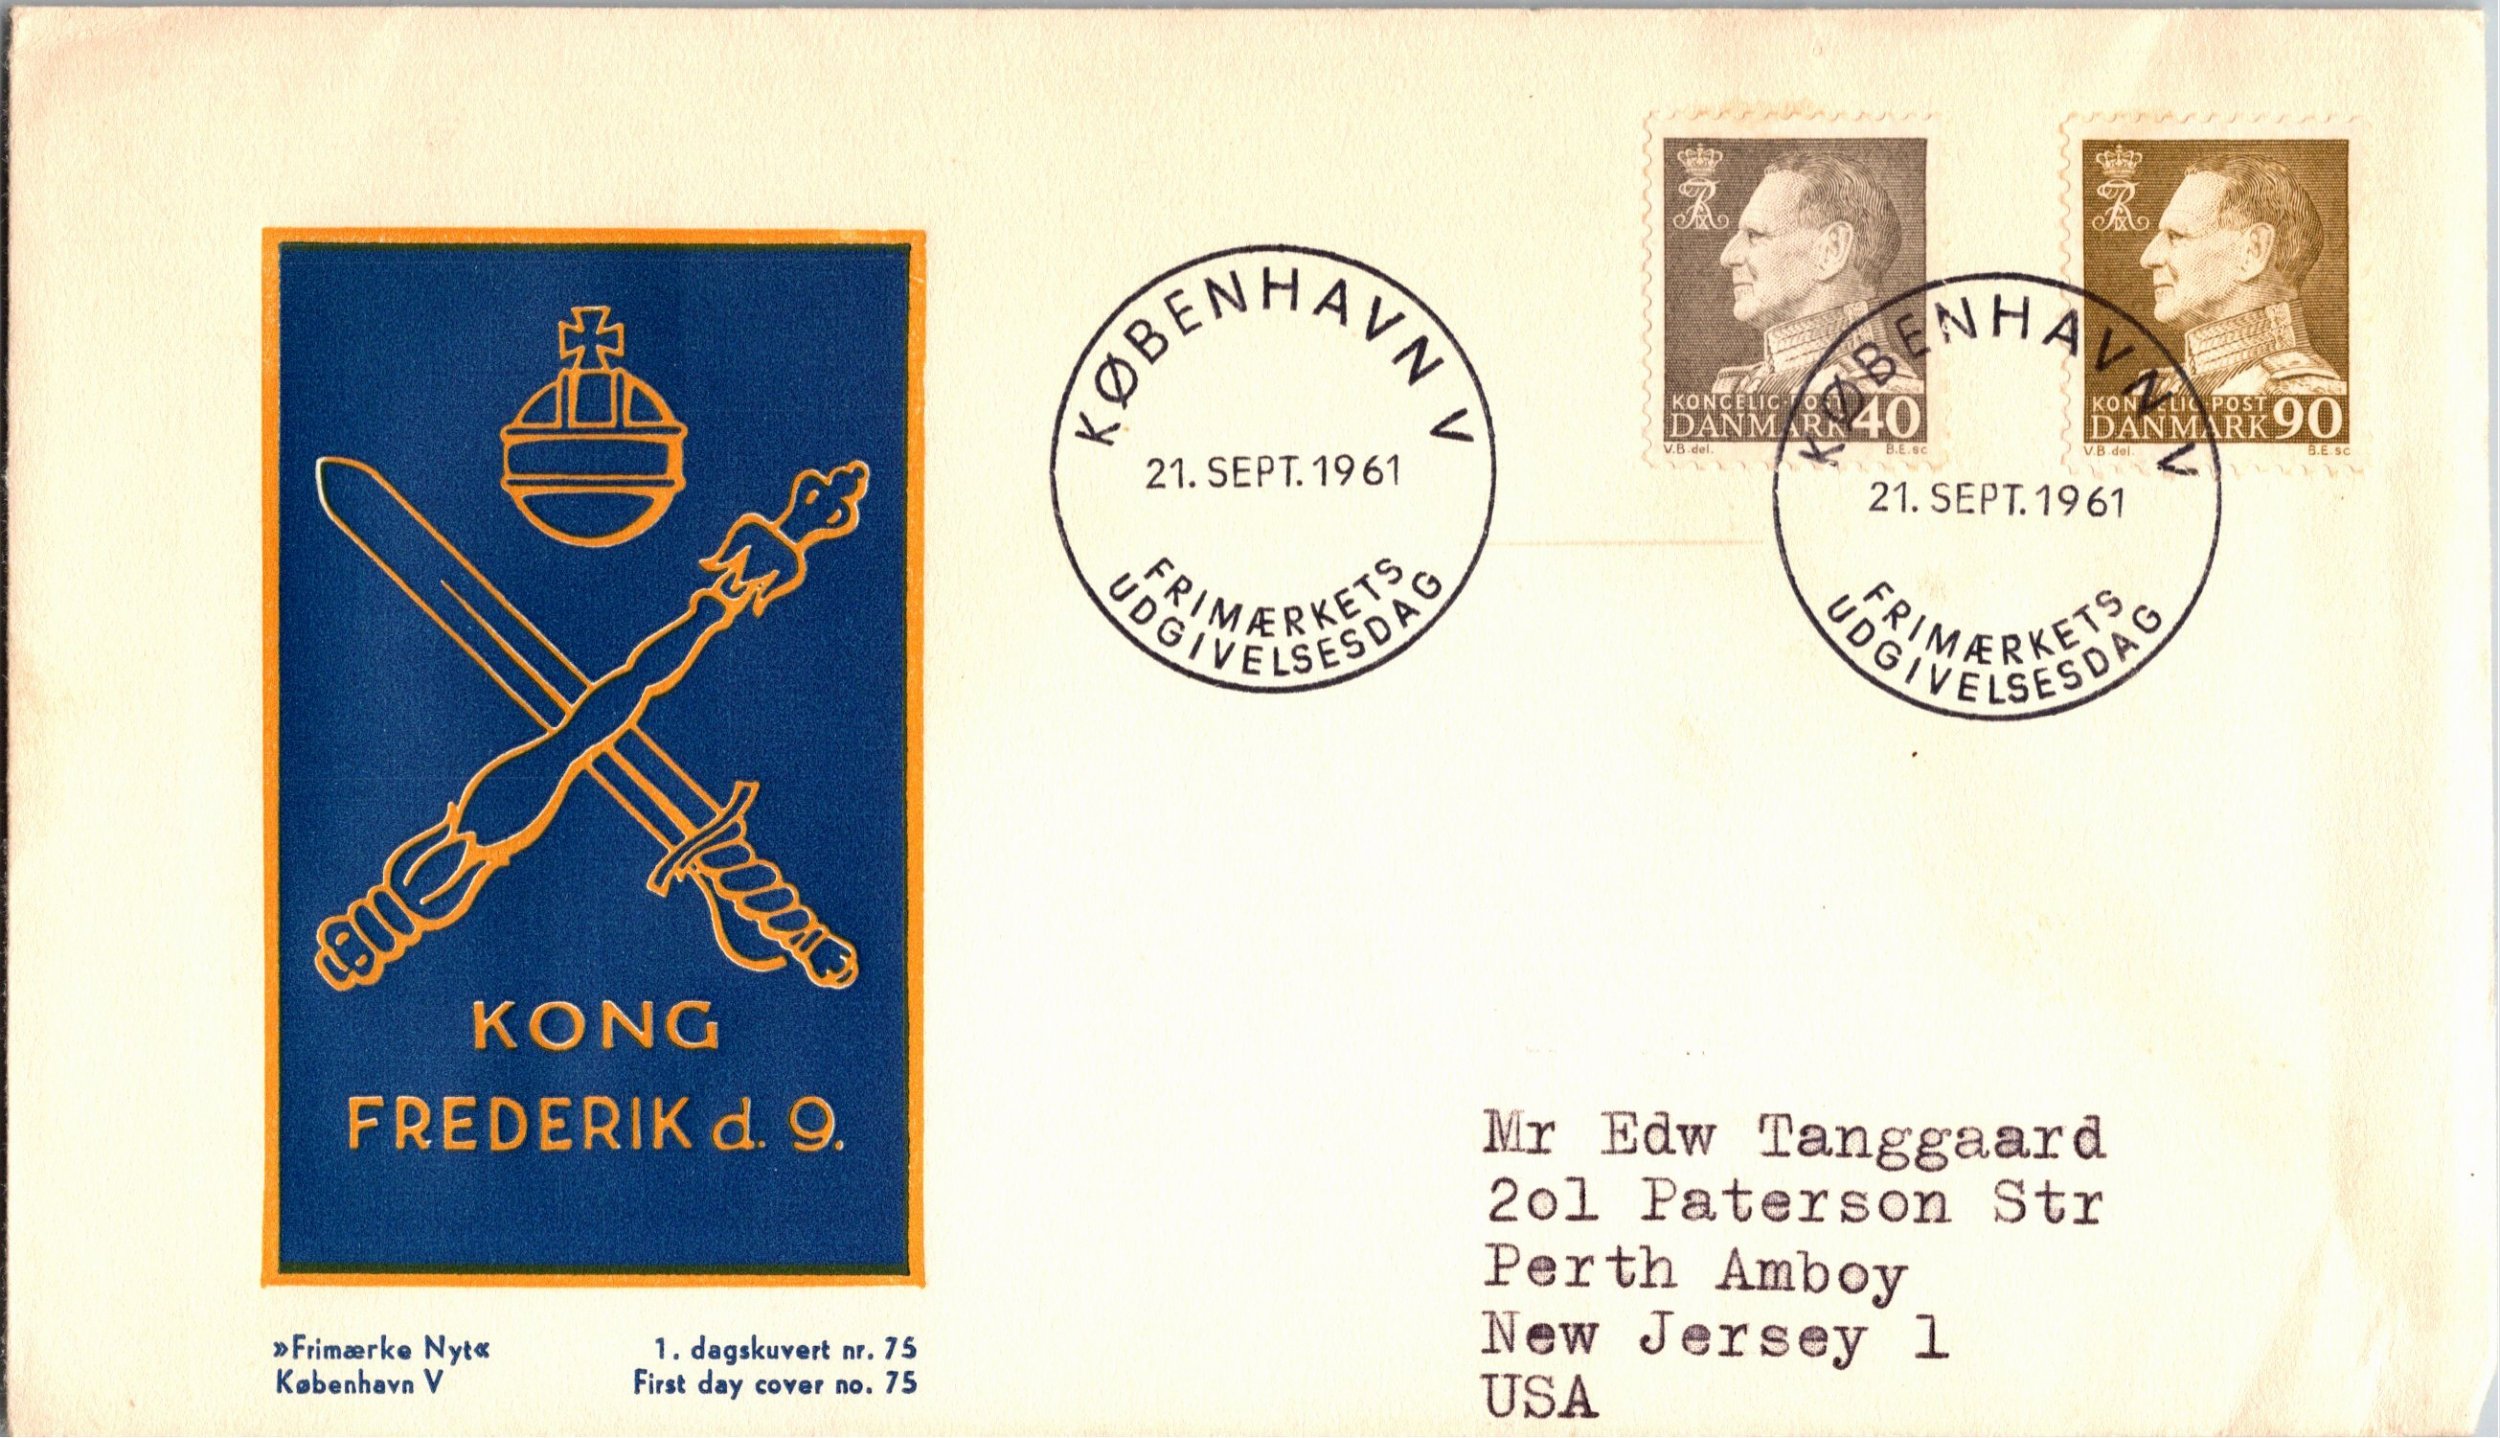 KONGELIG·POST
DANMARK 40
V.B. del. B.E. sc
KONGELIG·POST
DANMARK 90
V.B. del. B.E. sc
KØBENHAVN V
21. SEPT. 1961
FRIMÆRKETS
UDGIVELSESDAG
KØBENHAVN V
21. SEPT. 1961
FRIMÆRKETS
UDGIVELSESDAG
KONG
FREDERIK d. 9.
»Frimærke Nyt«
København V
1. dagskuvert nr. 75
First day cover no. 75
Mr Edw Tanggaard
2o1 Paterson Str
Perth Amboy
New Jersey 1
USA